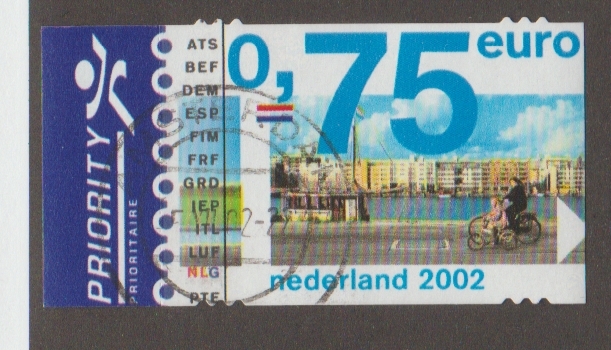 PRIORITY
PRIORITAIRE
ATS
BEF
DEM
ESP
FIM
FRF
GRD
IEP
ITL
LUF
NLG
PTE
0,75 euro
nederland 2002